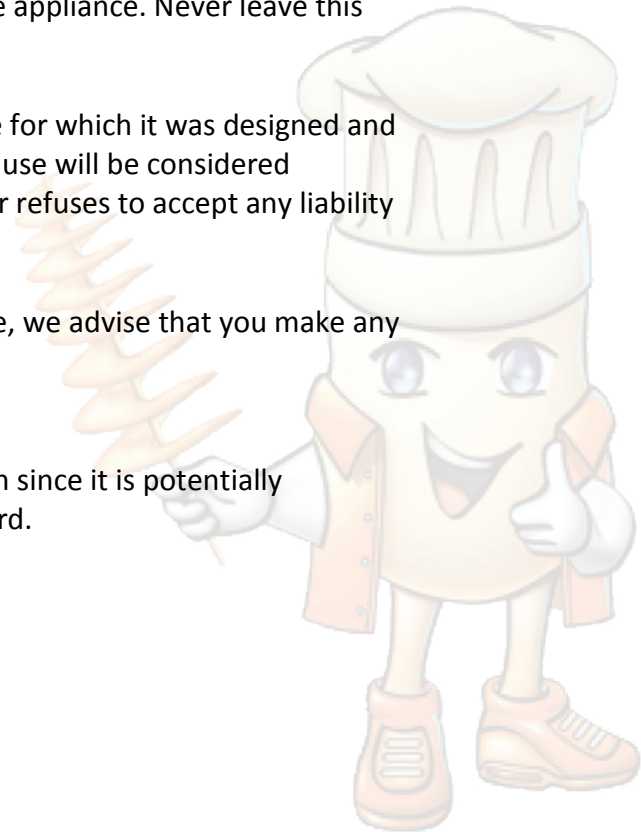 e appliance. Never leave this
e for which it was designed and
use will be considered
r refuses to accept any liability
e, we advise that you make any
n since it is potentially
rd.